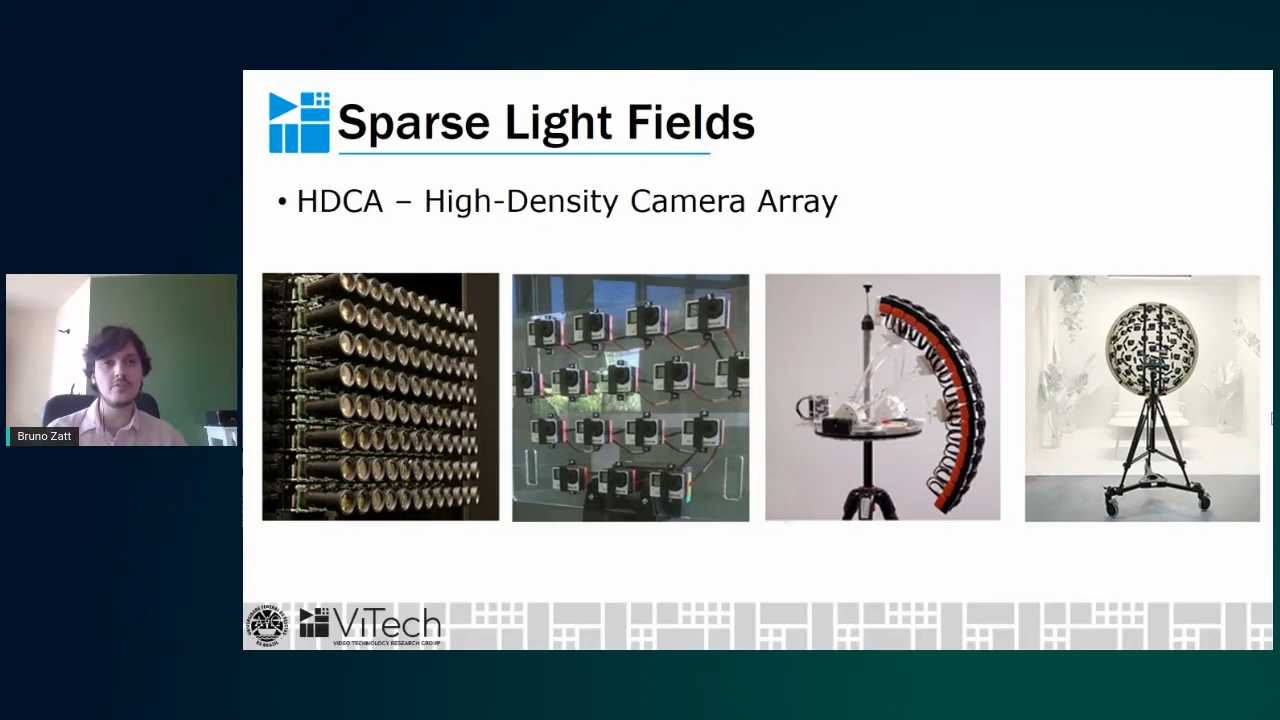 Sparse Light Fields
• HDCA – High-Density Camera Array
Bruno Zatt
ViTech
VIDEO TECHNOLOGY RESEARCH GROUP